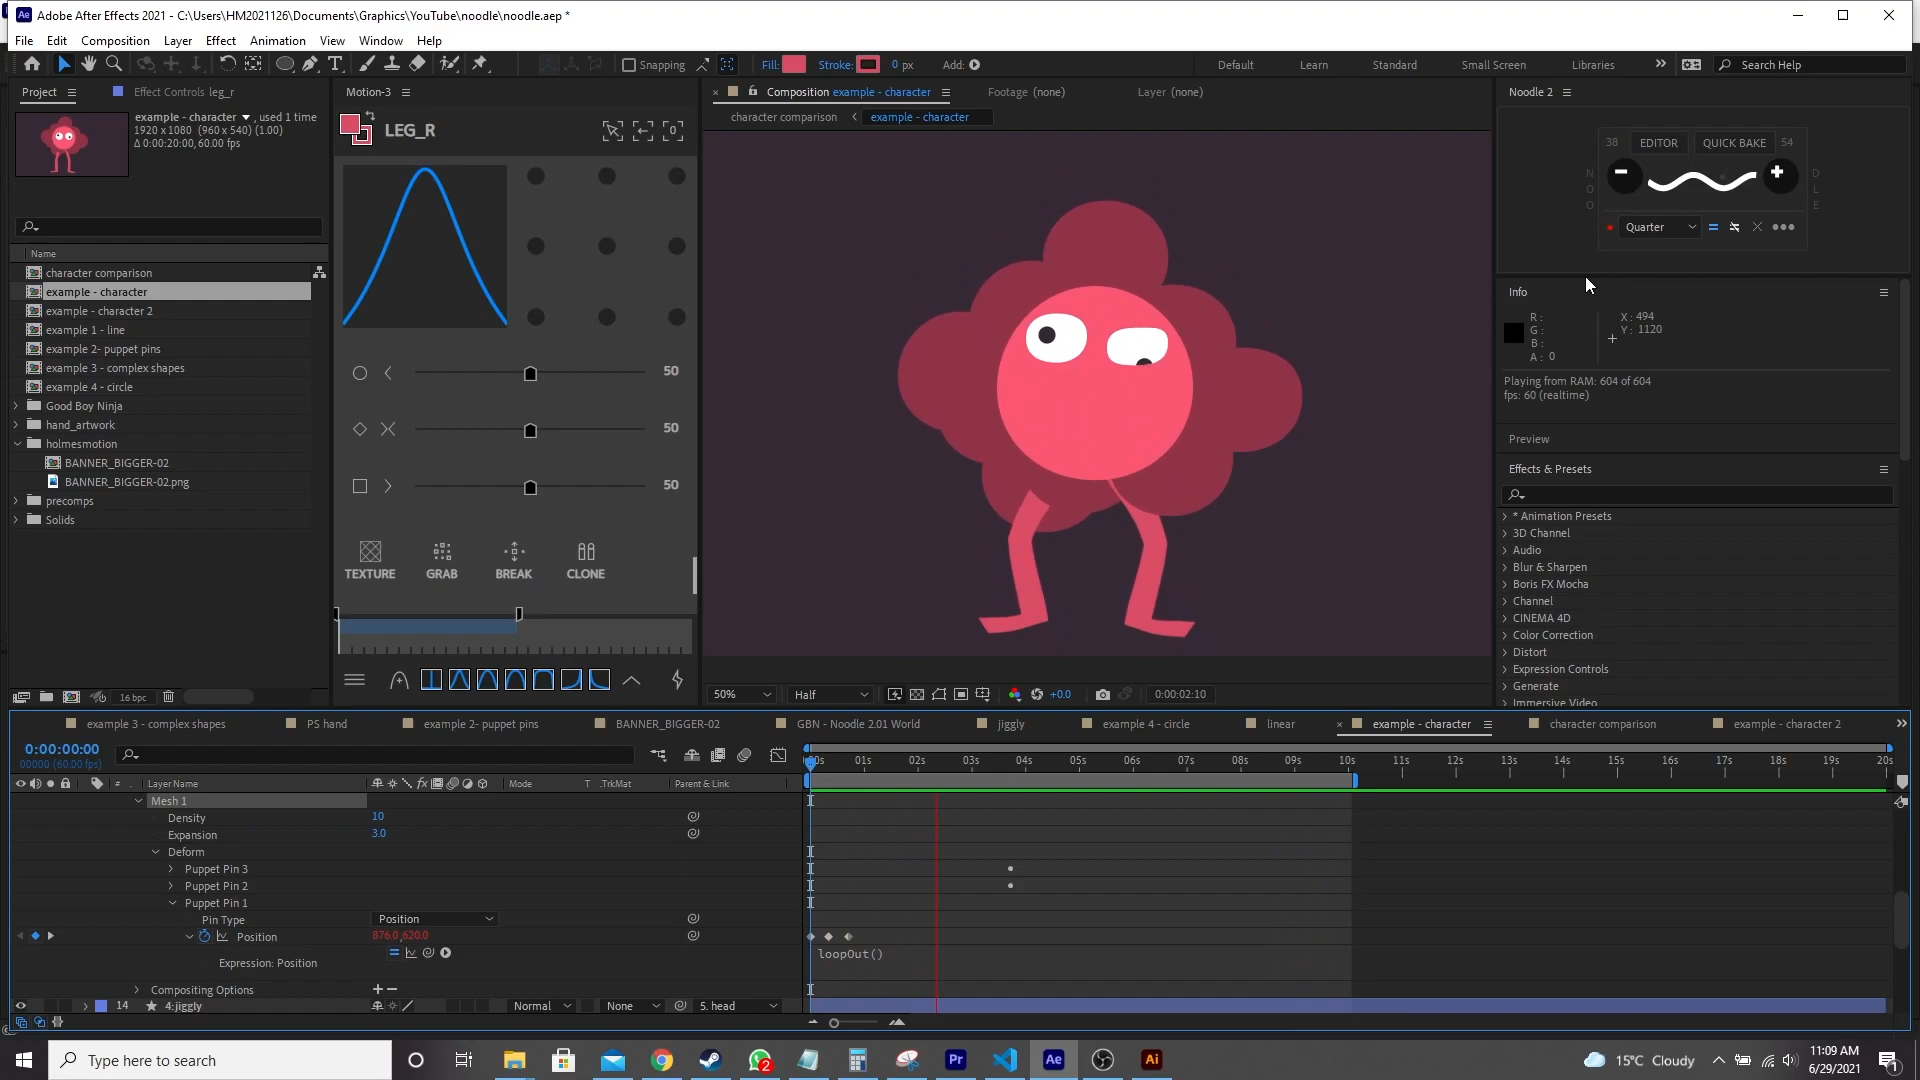 Adobe After Effects 2021 - C:\Users\HM2021126\Documents\Graphics\YouTube\noodle\noodle.aep *
File Edit Composition Layer Effect Animation View Window Help
Snapping Fill: Stroke: 0 px Add: Default Learn Standard Small Screen Libraries Search Help
Project Effect Controls leg_r
example - character , used 1 time
1920 x 1080 (960 x 540) (1.00)
Δ 0:00:20:00, 60.00 fps
Name
character comparison
example - character
example - character 2
example 1 - line
example 2- puppet pins
example 3 - complex shapes
example 4 - circle
Good Boy Ninja
hand_artwork
holmesmotion
BANNER_BIGGER-02
BANNER_BIGGER-02.png
precomps
Solids
16 bpc
Motion-3
LEG_R
50
50
50
TEXTURE GRAB BREAK CLONE
Composition example - character Footage (none) Layer (none)
character comparison example - character
50% Half +0.0 0:00:02:10
Noodle 2
38 EDITOR QUICK BAKE 54
NOO DLE
Quarter
Info
R :
G :
B :
A : 0
X : 494
Y : 1120
Playing from RAM: 604 of 604
fps: 60 (realtime)
Preview
Effects & Presets
* Animation Presets
3D Channel
Audio
Blur & Sharpen
Boris FX Mocha
Channel
CINEMA 4D
Color Correction
Distort
Expression Controls
Generate
Immersive Video
example 3 - complex shapes PS hand example 2- puppet pins BANNER_BIGGER-02 GBN - Noodle 2.01 World jiggly example 4 - circle linear example - character character comparison example - character 2
0:00:00:00
00000 (60.00 fps)
00s 01s 02s 03s 04s 05s 06s 07s 08s 09s 10s 11s 12s 13s 14s 15s 16s 17s 18s 19s 20s
# Layer Name Mode T .TrkMat Parent & Link
Mesh 1
Density 10
Expansion 3.0
Deform
Puppet Pin 3
Puppet Pin 2
Puppet Pin 1
Pin Type Position
Position 876.0,620.0
loopOut()
Expression: Position
Compositing Options
14 4:jiggly Normal None 5. head
Type here to search
2
Pr
Ae
Ai
15°C Cloudy
11:09 AM
6/29/2021
1